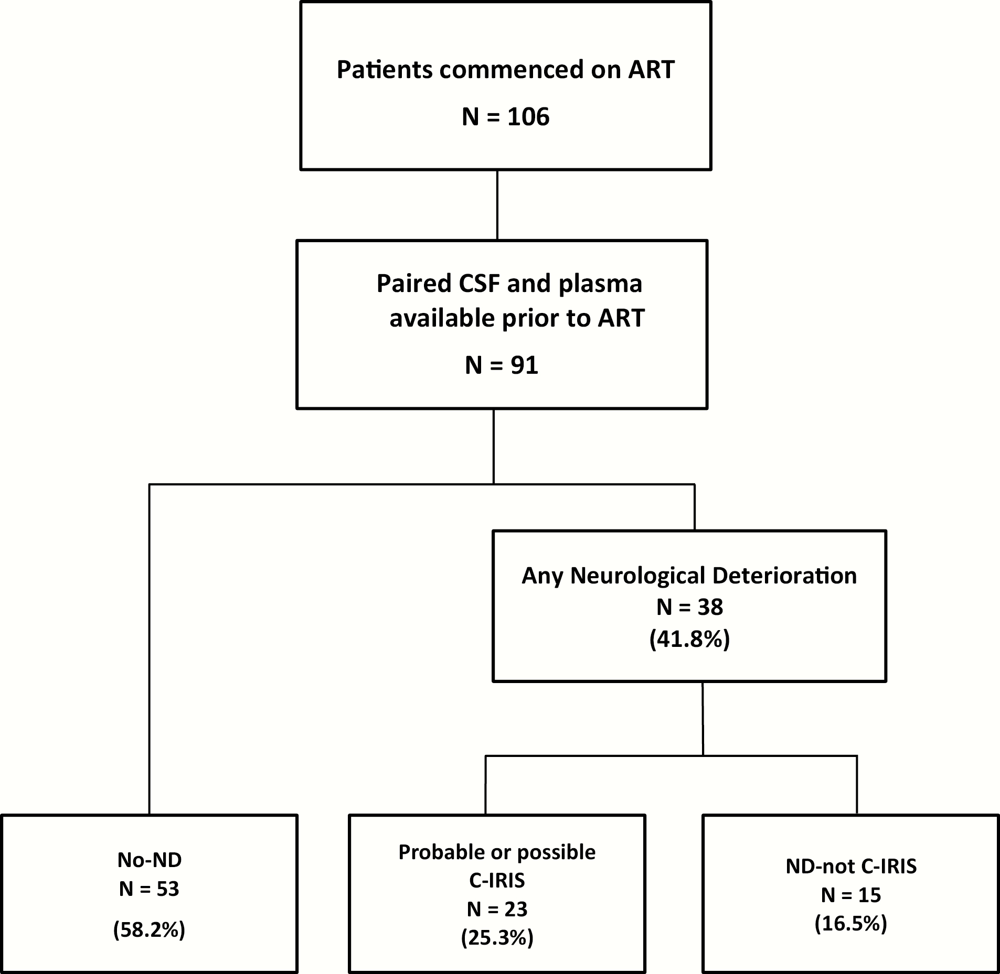 Patients commenced on ART
N = 106
Paired CSF and plasma
available prior to ART
N = 91
Any Neurological Deterioration
N = 38
(41.8%)
No-ND
N = 53
(58.2%)
Probable or possible
C-IRIS
N = 23
(25.3%)
ND-not C-IRIS
N = 15
(16.5%)